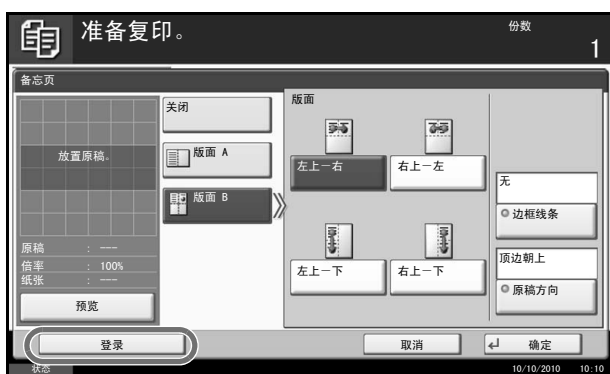 准备复印。
份数
1
备忘页
放置原稿。
原稿 : ---
倍率 : 100%
纸张 : ---
预览
关闭
版面 A
版面 B
版面
左上－右
右上－左
左上－下
右上－下
无
边框线条
顶边朝上
原稿方向
登录
取消
确定
状态
10/10/2010 10:10